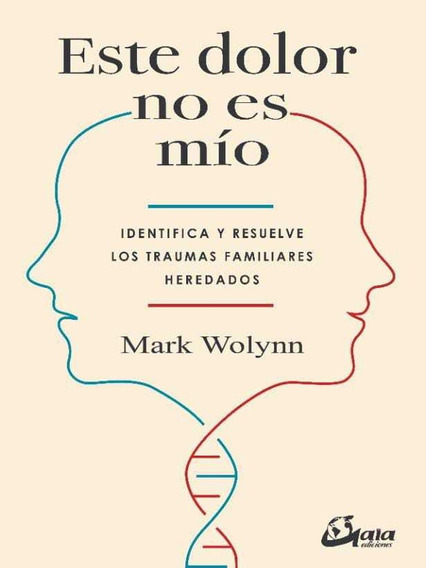 Este dolor
no es
mío
IDENTIFICA Y RESUELVE
LOS TRAUMAS FAMILIARES
HEREDADOS
Mark Wolynn
Gaia
ediciones